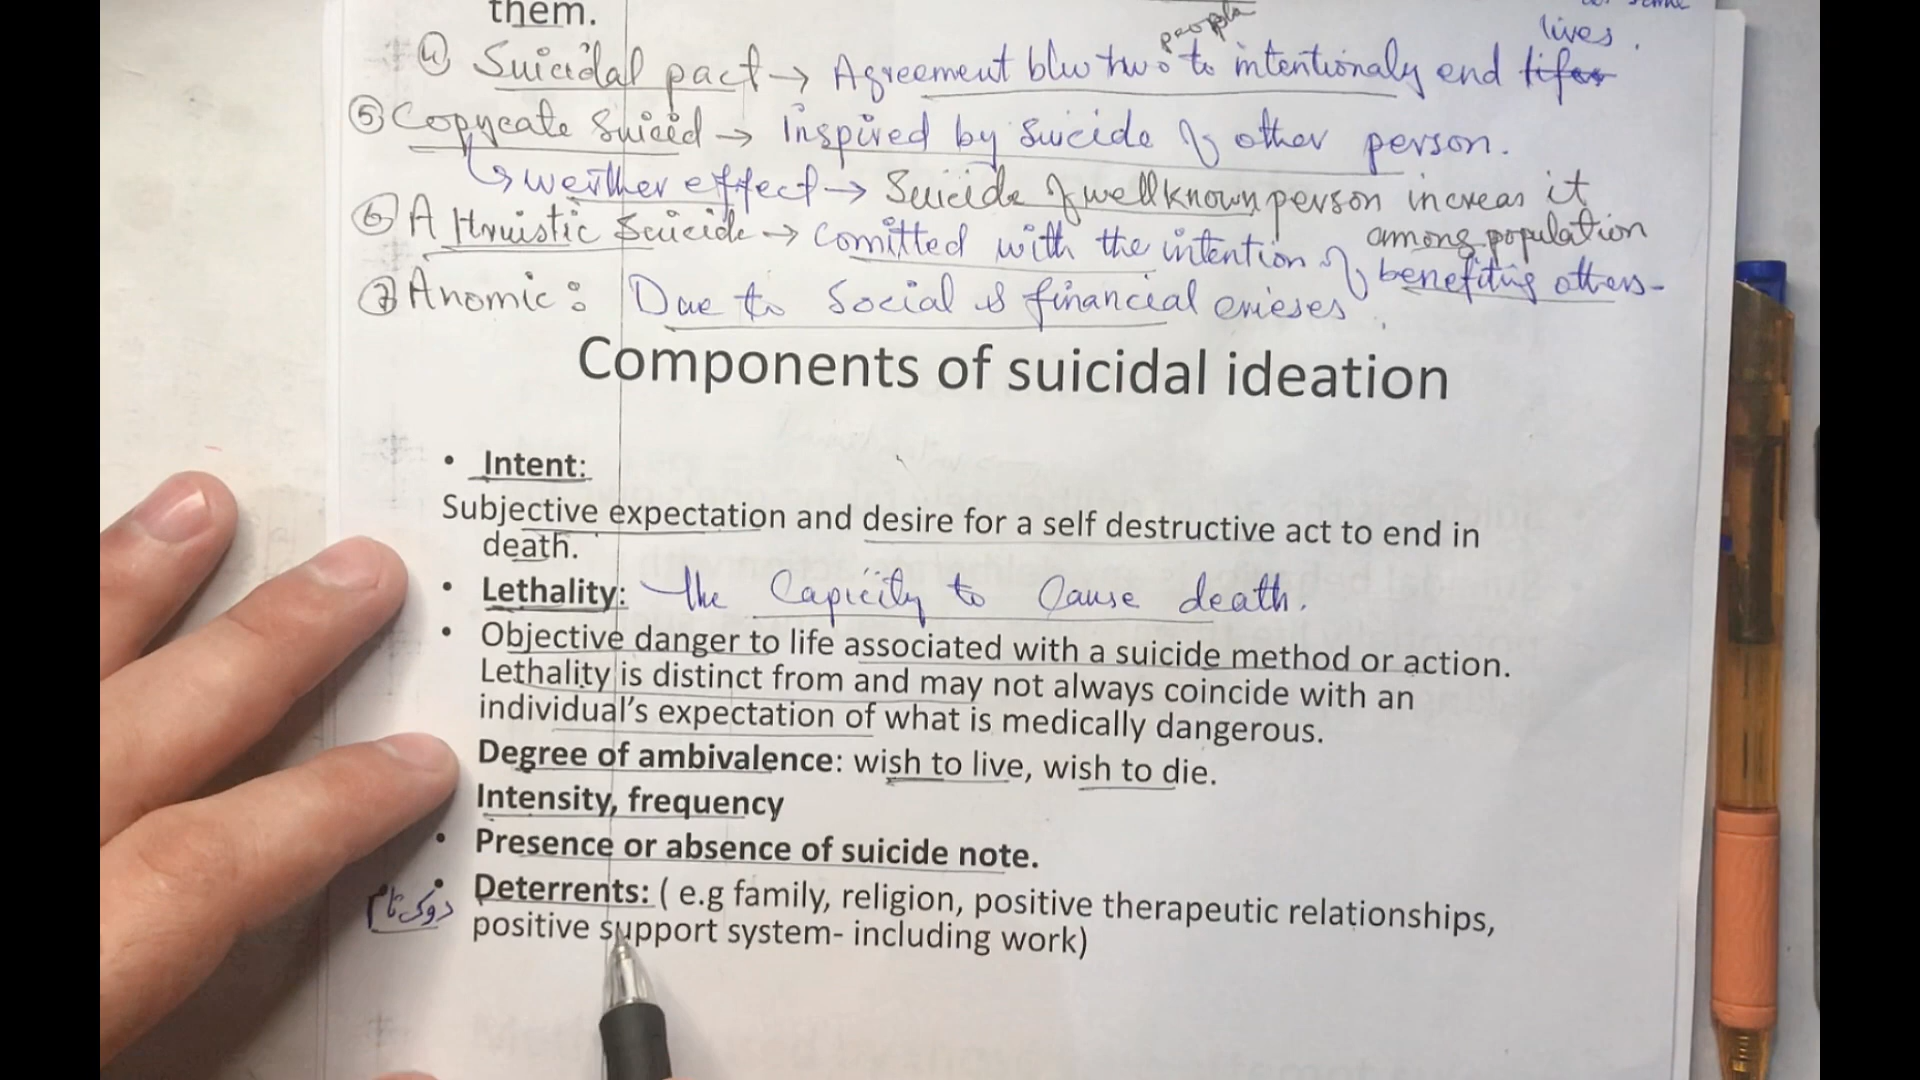 them.
lives.
people
④ Suicidal pact → Agreement b/w two to intentionaly end
⑤ Copycate Suicid → Inspired by suicide of other person.
↳ werther effect → Suicide of wellknown person increas it
among population
⑥ Altruistic Suicide → Comitted with the intention of benefiting others-
⑦ Anomic: Due to Social & financial crieses
Components of suicidal ideation
• Intent:
Subjective expectation and desire for a self destructive act to end in
death.
• Lethality: The Capicity to Cause death.
• Objective danger to life associated with a suicide method or action.
Lethality is distinct from and may not always coincide with an
individual’s expectation of what is medically dangerous.
Degree of ambivalence: wish to live, wish to die.
Intensity, frequency
• Presence or absence of suicide note.
• Deterrents: ( e.g family, religion, positive therapeutic relationships,
positive support system- including work)